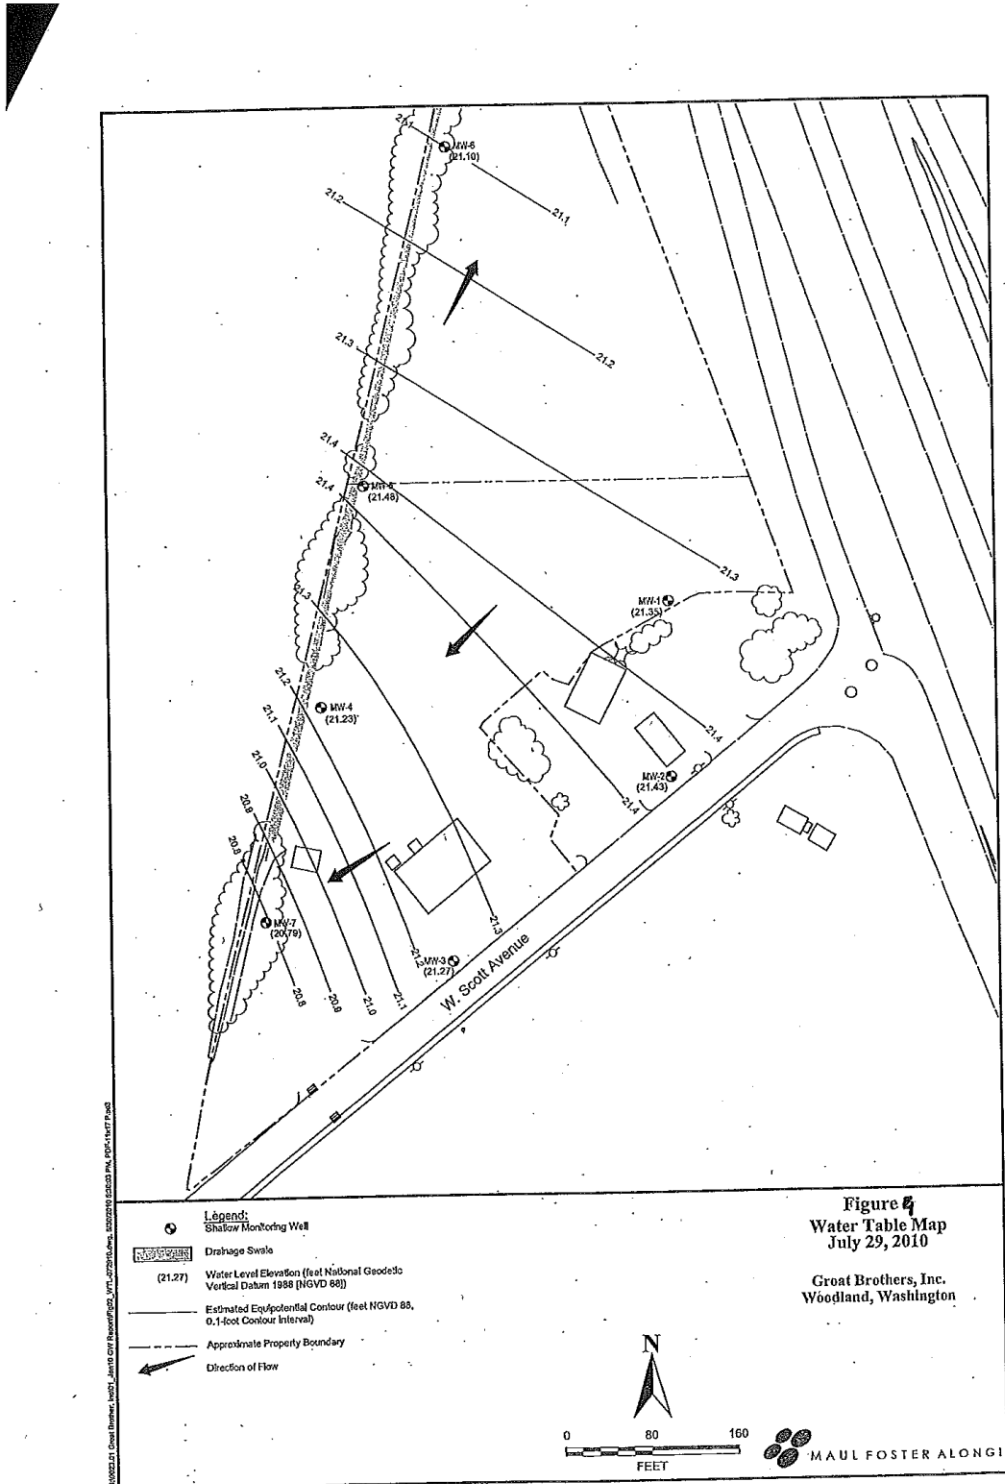 21.1
MW-6
(21.10)
21.2
21.1
21.3
21.2
21.4
21.4
(21.48)
21.3
21.3
MW-1
(21.35)
21.2
MW-4
(21.23)
21.1
21.0
21.4
MW-2
(21.43)
20.9
21.4
20.8
MW-7
(20.79)
21.3
MW-3
(21.27)
W. Scott Avenue
20.8
20.9
21.0
21.1
Legend:
Shallow Monitoring Well
Drainage Swale
(21.27)
Water Level Elevation (feet National Geodetic
Vertical Datum 1988 [NGVD 88])
Estimated Equipotential Contour (feet NGVD 88,
0.1-foot Contour Interval)
Approximate Property Boundary
Direction of Flow
Figure
Water Table Map
July 29, 2010
Groat Brothers, Inc.
Woodland, Washington
N
0 80 160
FEET
MAUL FOSTER ALONGI